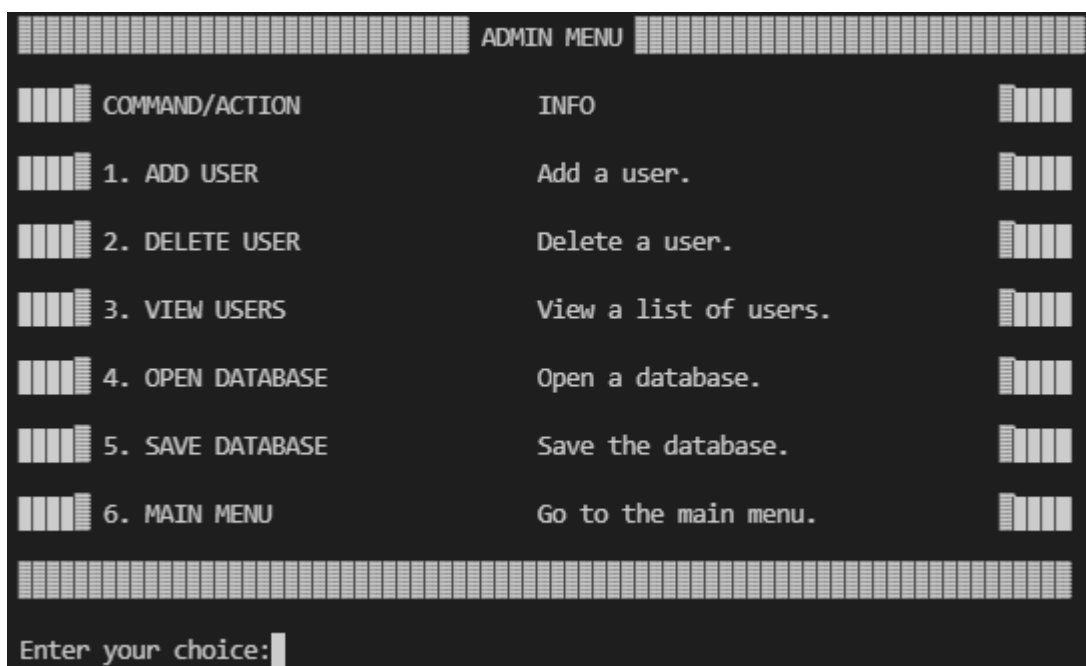 ADMIN MENU
COMMAND/ACTION INFO
1. ADD USER Add a user.
2. DELETE USER Delete a user.
3. VIEW USERS View a list of users.
4. OPEN DATABASE Open a database.
5. SAVE DATABASE Save the database.
6. MAIN MENU Go to the main menu.
Enter your choice: